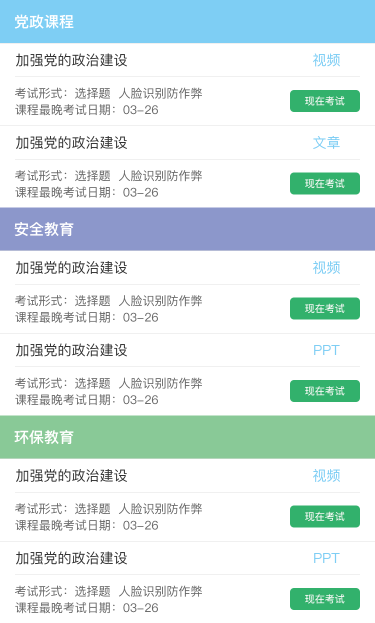 党政课程
加强党的政治建设 视频
考试形式：选择题 人脸识别防作弊
课程最晚考试日期：03-26
现在考试
加强党的政治建设 文章
考试形式：选择题 人脸识别防作弊
课程最晚考试日期：03-26
现在考试
安全教育
加强党的政治建设 视频
考试形式：选择题 人脸识别防作弊
课程最晚考试日期：03-26
现在考试
加强党的政治建设 PPT
考试形式：选择题 人脸识别防作弊
课程最晚考试日期：03-26
现在考试
环保教育
加强党的政治建设 视频
考试形式：选择题 人脸识别防作弊
课程最晚考试日期：03-26
现在考试
加强党的政治建设 PPT
考试形式：选择题 人脸识别防作弊
课程最晚考试日期：03-26
现在考试